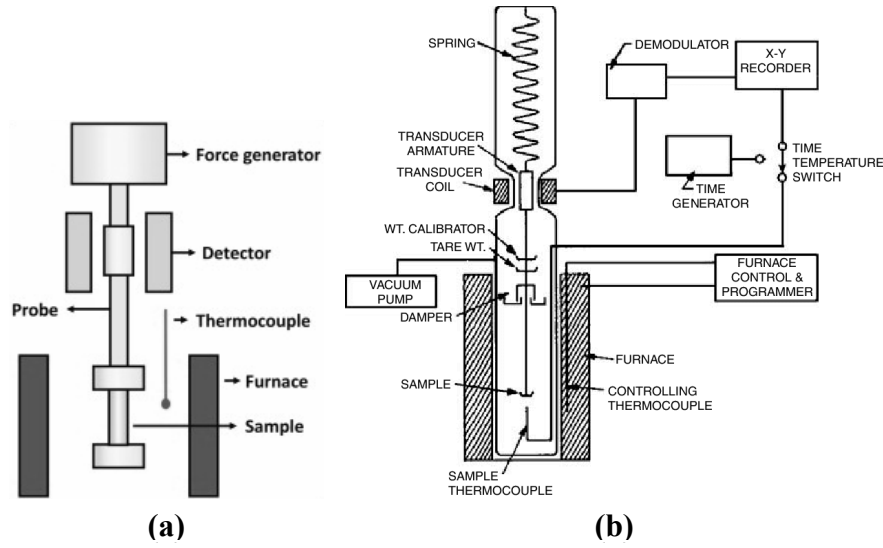 Force generator
Detector
Probe
Thermocouple
Furnace
Sample
(a)
SPRING
DEMODULATOR
X-Y
RECORDER
TRANSDUCER
ARMATURE
TRANSDUCER
COIL
TIME
GENERATOR
TIME
TEMPERATURE
SWITCH
WT. CALIBRATOR
TARE WT.
VACUUM
PUMP
DAMPER
FURNACE
CONTROL &
PROGRAMMER
FURNACE
SAMPLE
CONTROLLING
THERMOCOUPLE
SAMPLE
THERMOCOUPLE
(b)